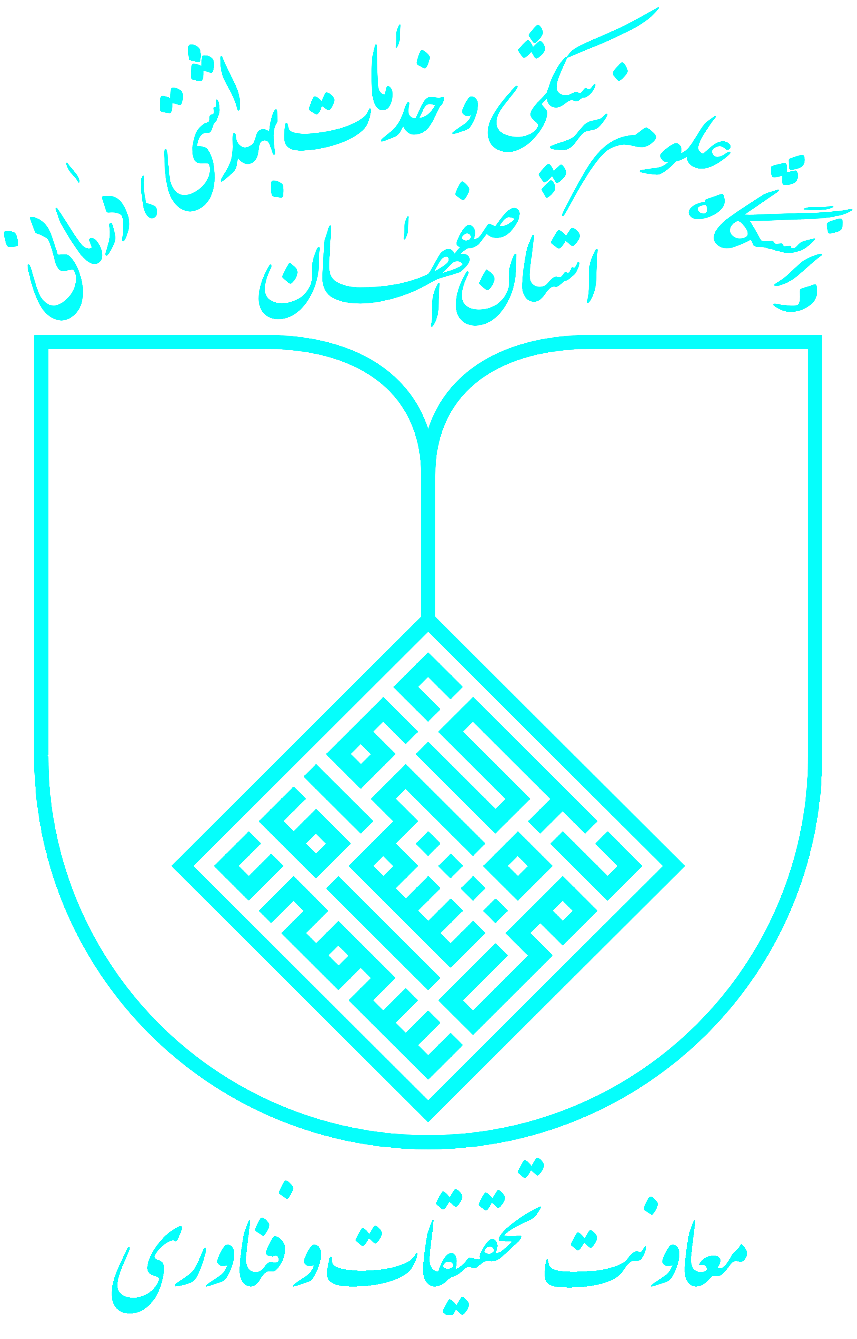 دانشگاه علوم پزشکی و خدمات بهداشتی، درمانی
استان اصفهان
معاونت تحقیقات و فناوری